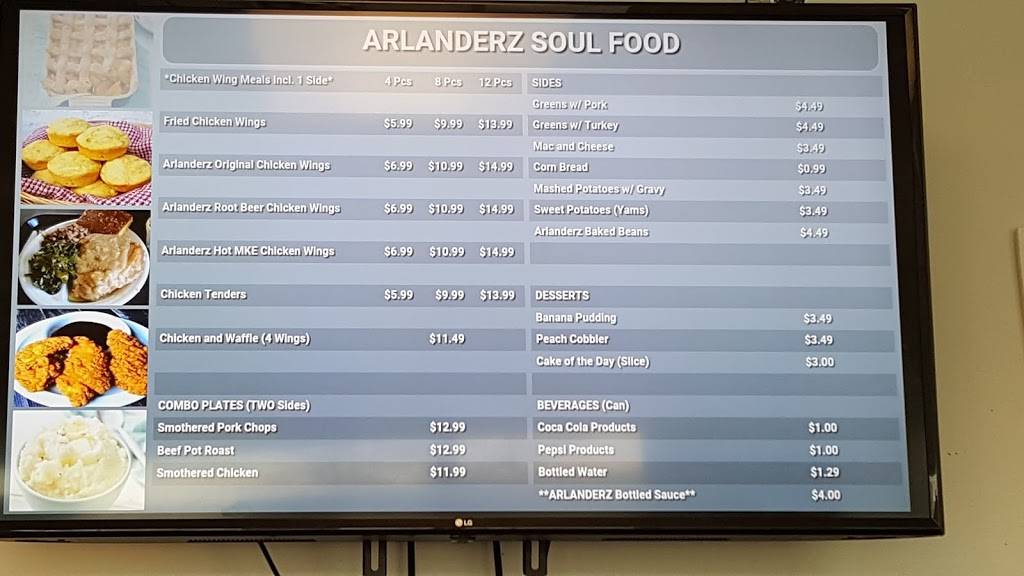 ARLANDERZ SOUL FOOD
*Chicken Wing Meals incl. 1 Side* 4 Pcs 8 Pcs 12 Pcs
Fried Chicken Wings $5.99 $9.99 $13.99
Arlanderz Original Chicken Wings $6.99 $10.99 $14.99
Arlanderz Root Beer Chicken Wings $6.99 $10.99 $14.99
Arlanderz Hot MKE Chicken Wings $6.99 $10.99 $14.99
Chicken Tenders $5.99 $9.99 $13.99
Chicken and Waffle (4 Wings) $11.49
COMBO PLATES (TWO Sides)
Smothered Pork Chops $12.99
Beef Pot Roast $12.99
Smothered Chicken $11.99
SIDES
Greens w/ Pork $4.49
Greens w/ Turkey $4.49
Mac and Cheese $3.49
Corn Bread $0.99
Mashed Potatoes w/ Gravy $3.49
Sweet Potatoes (Yams) $3.49
Arlanderz Baked Beans $4.49
DESSERTS
Banana Pudding $3.49
Peach Cobbler $3.49
Cake of the Day (Slice) $3.00
BEVERAGES (Can)
Coca Cola Products $1.00
Pepsi Products $1.00
Bottled Water $1.29
**ARLANDERZ Bottled Sauce** $4.00
LG